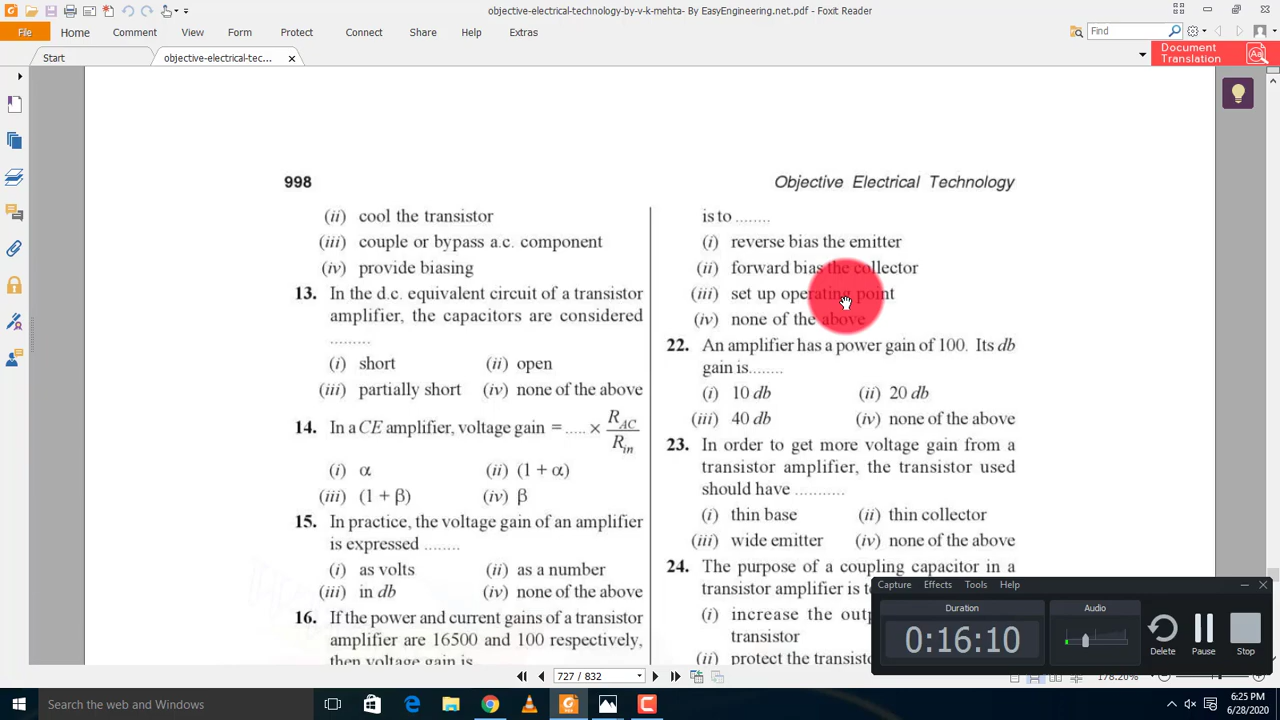 objective-electrical-technology-by-v-k-mehta- By EasyEngineering.net.pdf - Foxit Reader
File Home Comment View Form Protect Connect Share Help Extras
Find
Document Translation
Start
objective-electrical-tec...
998
Objective Electrical Technology
(ii) cool the transistor
(iii) couple or bypass a.c. component
(iv) provide biasing
13. In the d.c. equivalent circuit of a transistor
amplifier, the capacitors are considered
.........
(i) short (ii) open
(iii) partially short (iv) none of the above
14. In a CE amplifier, voltage gain = ..... × R_AC / R_in
(i) α (ii) (1 + α)
(iii) (1 + β) (iv) β
15. In practice, the voltage gain of an amplifier
is expressed ........
(i) as volts (ii) as a number
(iii) in db (iv) none of the above
16. If the power and current gains of a transistor
amplifier are 16500 and 100 respectively,
then voltage gain is
is to ........
(i) reverse bias the emitter
(ii) forward bias the collector
(iii) set up operating point
(iv) none of the above
22. An amplifier has a power gain of 100. Its db
gain is........
(i) 10 db (ii) 20 db
(iii) 40 db (iv) none of the above
23. In order to get more voltage gain from a
transistor amplifier, the transistor used
should have ...........
(i) thin base (ii) thin collector
(iii) wide emitter (iv) none of the above
24. The purpose of a coupling capacitor in a
transistor amplifier is to
(i) increase the
transistor
(ii) protect the
Capture Effects Tools Help
Duration
0:16:10
Audio
Delete
Pause
Stop
727 / 832
178.20%
Search the web and Windows
6:25 PM
6/28/2020